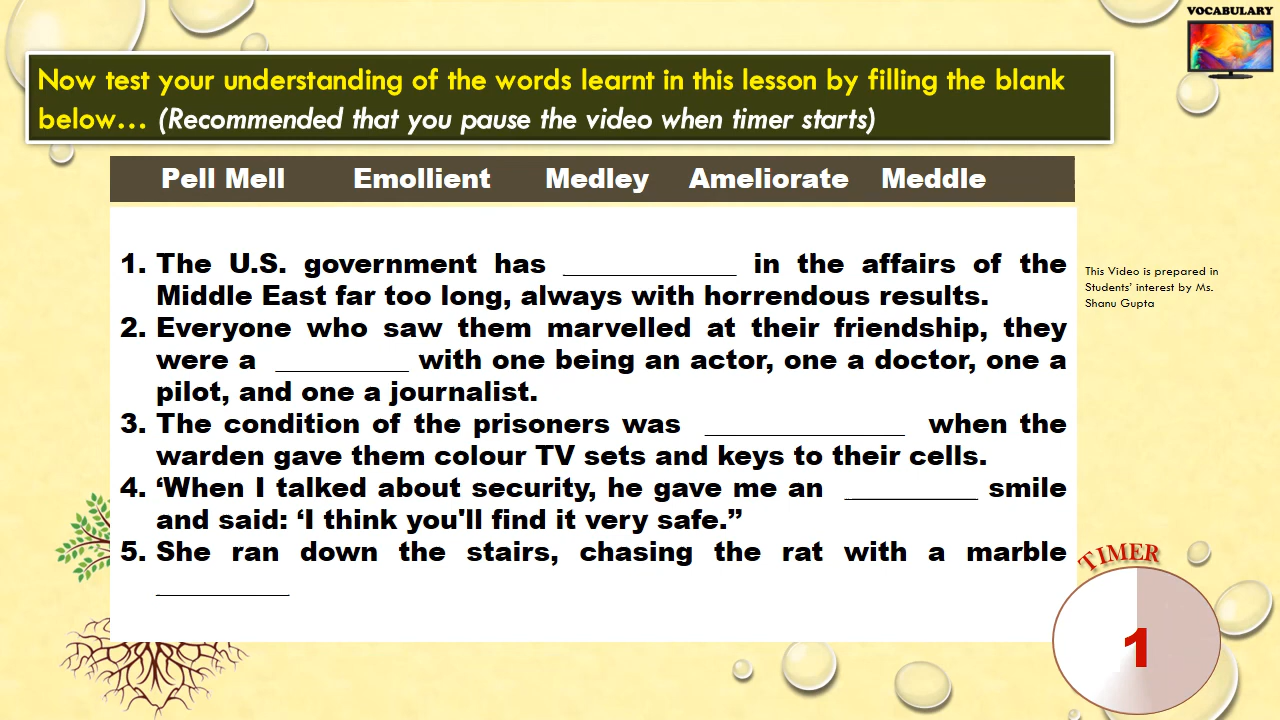 VOCABULARY
Now test your understanding of the words learnt in this lesson by filling the blank
below… (Recommended that you pause the video when timer starts)
Pell Mell Emollient Medley Ameliorate Meddle
1. The U.S. government has ____________ in the affairs of the
Middle East far too long, always with horrendous results.
2. Everyone who saw them marvelled at their friendship, they
were a _________ with one being an actor, one a doctor, one a
pilot, and one a journalist.
3. The condition of the prisoners was ______________ when the
warden gave them colour TV sets and keys to their cells.
4. ‘When I talked about security, he gave me an _________ smile
and said: ‘I think you'll find it very safe.”
5. She ran down the stairs, chasing the rat with a marble
_________
This Video is prepared in
Students’ interest by Ms.
Shanu Gupta
TIMER
1